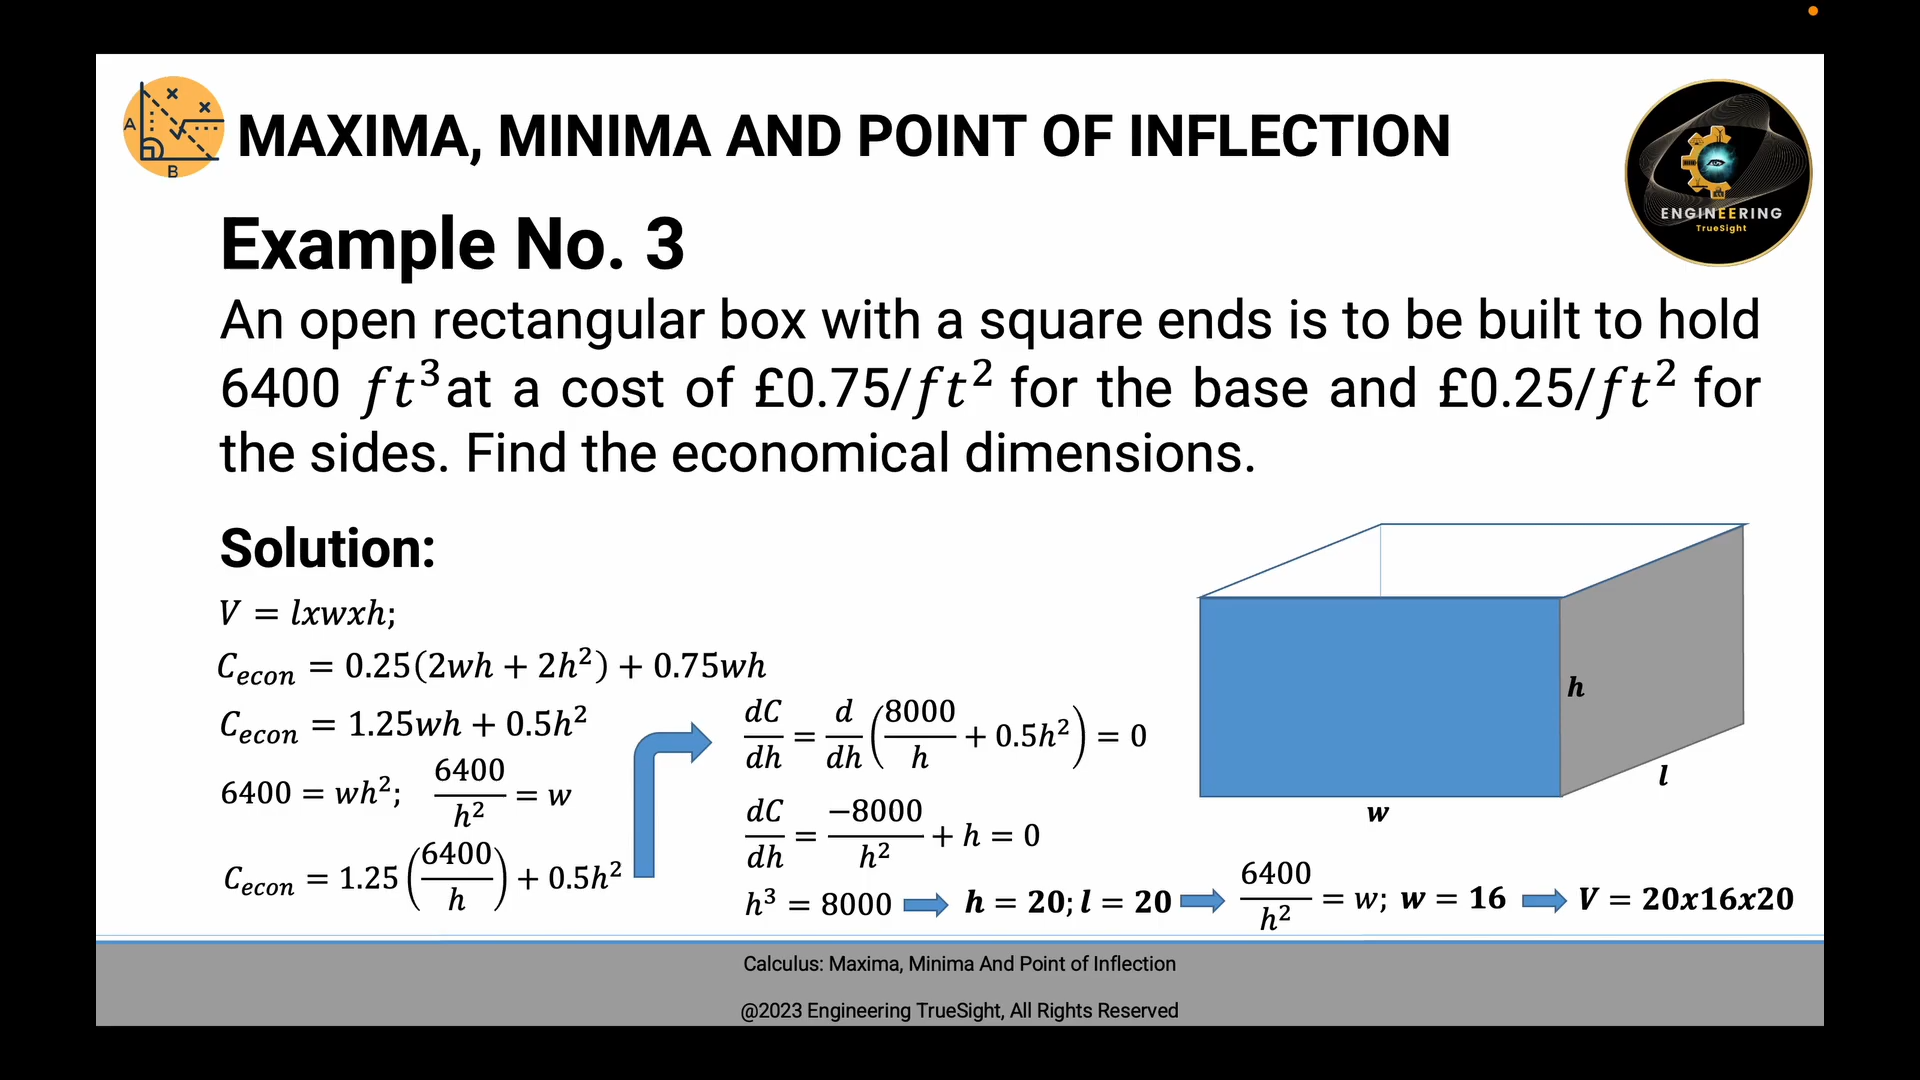 A
B
MAXIMA, MINIMA AND POINT OF INFLECTION
ENGINEERING
TrueSight
Example No. 3
An open rectangular box with a square ends is to be built to hold
6400 ft³at a cost of £0.75/ft² for the base and £0.25/ft² for
the sides. Find the economical dimensions.
Solution:
V = lxwxh;
C_econ = 0.25(2wh + 2h²) + 0.75wh
C_econ = 1.25wh + 0.5h²
6400 = wh²; 6400/h² = w
C_econ = 1.25(6400/h) + 0.5h²
dC/dh = d/dh(8000/h + 0.5h²) = 0
dC/dh = −8000/h² + h = 0
h³ = 8000 h = 20; l = 20 6400/h² = w; w = 16 V = 20x16x20
h
l
w
Calculus: Maxima, Minima And Point of Inflection
@2023 Engineering TrueSight, All Rights Reserved